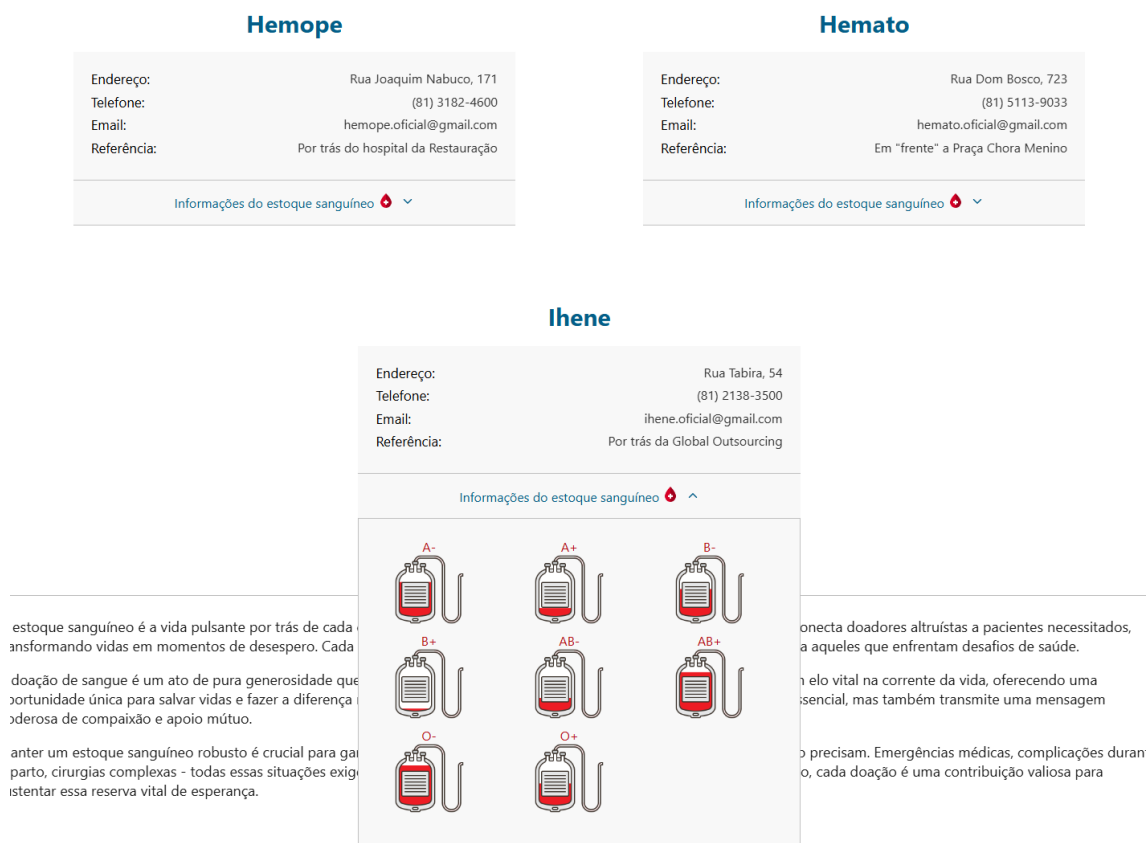 Hemope
Endereço: Rua Joaquim Nabuco, 171
Telefone: (81) 3182-4600
Email: hemope.oficial@gmail.com
Referência: Por trás do hospital da Restauração
Informações do estoque sanguíneo
Hemato
Endereço: Rua Dom Bosco, 723
Telefone: (81) 5113-9033
Email: hemato.oficial@gmail.com
Referência: Em "frente" a Praça Chora Menino
Informações do estoque sanguíneo
Ihene
Endereço: Rua Tabira, 54
Telefone: (81) 2138-3500
Email: ihene.oficial@gmail.com
Referência: Por trás da Global Outsourcing
Informações do estoque sanguíneo
A- A+ B-
B+ AB- AB+
O- O+
estoque sanguíneo é a vida pulsante por trás de cada
ansformando vidas em momentos de desespero. Cada
doação de sangue é um ato de pura generosidade que
portunidade única para salvar vidas e fazer a diferença
oderosa de compaixão e apoio mútuo.
anter um estoque sanguíneo robusto é crucial para
parto, cirurgias complexas - todas essas situações
ustentar essa reserva vital de esperança.
onecta doadores altruístas a pacientes necessitados,
a aqueles que enfrentam desafios de saúde.
elo vital na corrente da vida, oferecendo uma
ssencial, mas também transmite uma mensagem
precisam. Emergências médicas, complicações
o, cada doação é uma contribuição valiosa para